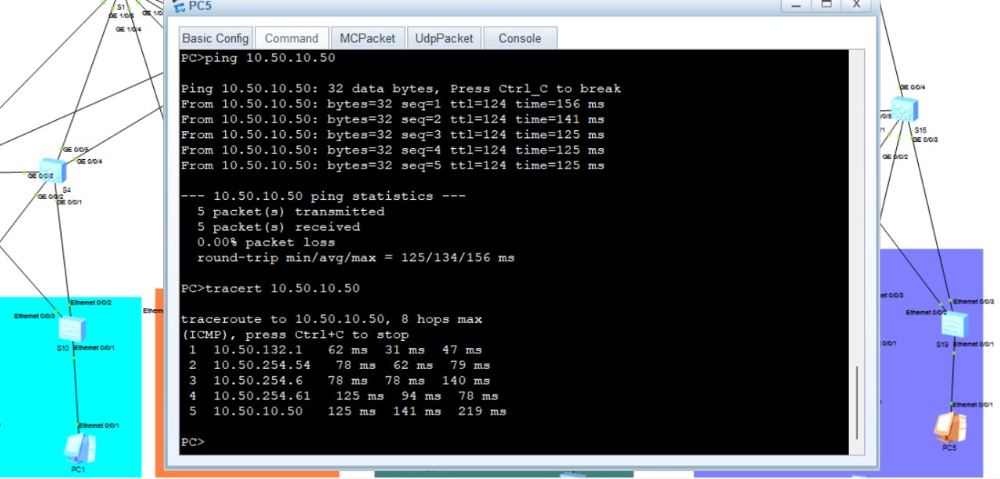 PC5
S1
GE 1/0/5
GE 1/0
GE 1/0/4
Basic Config Command MCPacket UdpPacket Console
PC>ping 10.50.10.50
Ping 10.50.10.50: 32 data bytes, Press Ctrl_C to break
From 10.50.10.50: bytes=32 seq=1 ttl=124 time=156 ms
From 10.50.10.50: bytes=32 seq=2 ttl=124 time=141 ms
From 10.50.10.50: bytes=32 seq=3 ttl=124 time=125 ms
From 10.50.10.50: bytes=32 seq=4 ttl=124 time=125 ms
From 10.50.10.50: bytes=32 seq=5 ttl=124 time=125 ms
--- 10.50.10.50 ping statistics ---
5 packet(s) transmitted
5 packet(s) received
0.00% packet loss
round-trip min/avg/max = 125/134/156 ms
PC>tracert 10.50.10.50
traceroute to 10.50.10.50, 8 hops max
(ICMP), press Ctrl+C to stop
1 10.50.132.1 62 ms 31 ms 47 ms
2 10.50.254.54 78 ms 62 ms 79 ms
3 10.50.254.6 78 ms 78 ms 140 ms
4 10.50.254.61 125 ms 94 ms 78 ms
5 10.50.10.50 125 ms 141 ms 219 ms
PC>
GE 0/0/5
GE 0/0/4
GE 0/0/3
S4
GE 0/0/2
GE 0/0/1
Ethernet 0/0/2
Ethernet 0/0/3
S10
Ethernet 0/0/1
Ethernet 0/0/1
PC1
GE 0/0/4
S16
GE 0/0/3
GE 0/0/2
Ethernet 0/0/3
Ethernet 0/0/2
S19
Ethernet 0/0/1
Ethernet 0/0/1
PC5